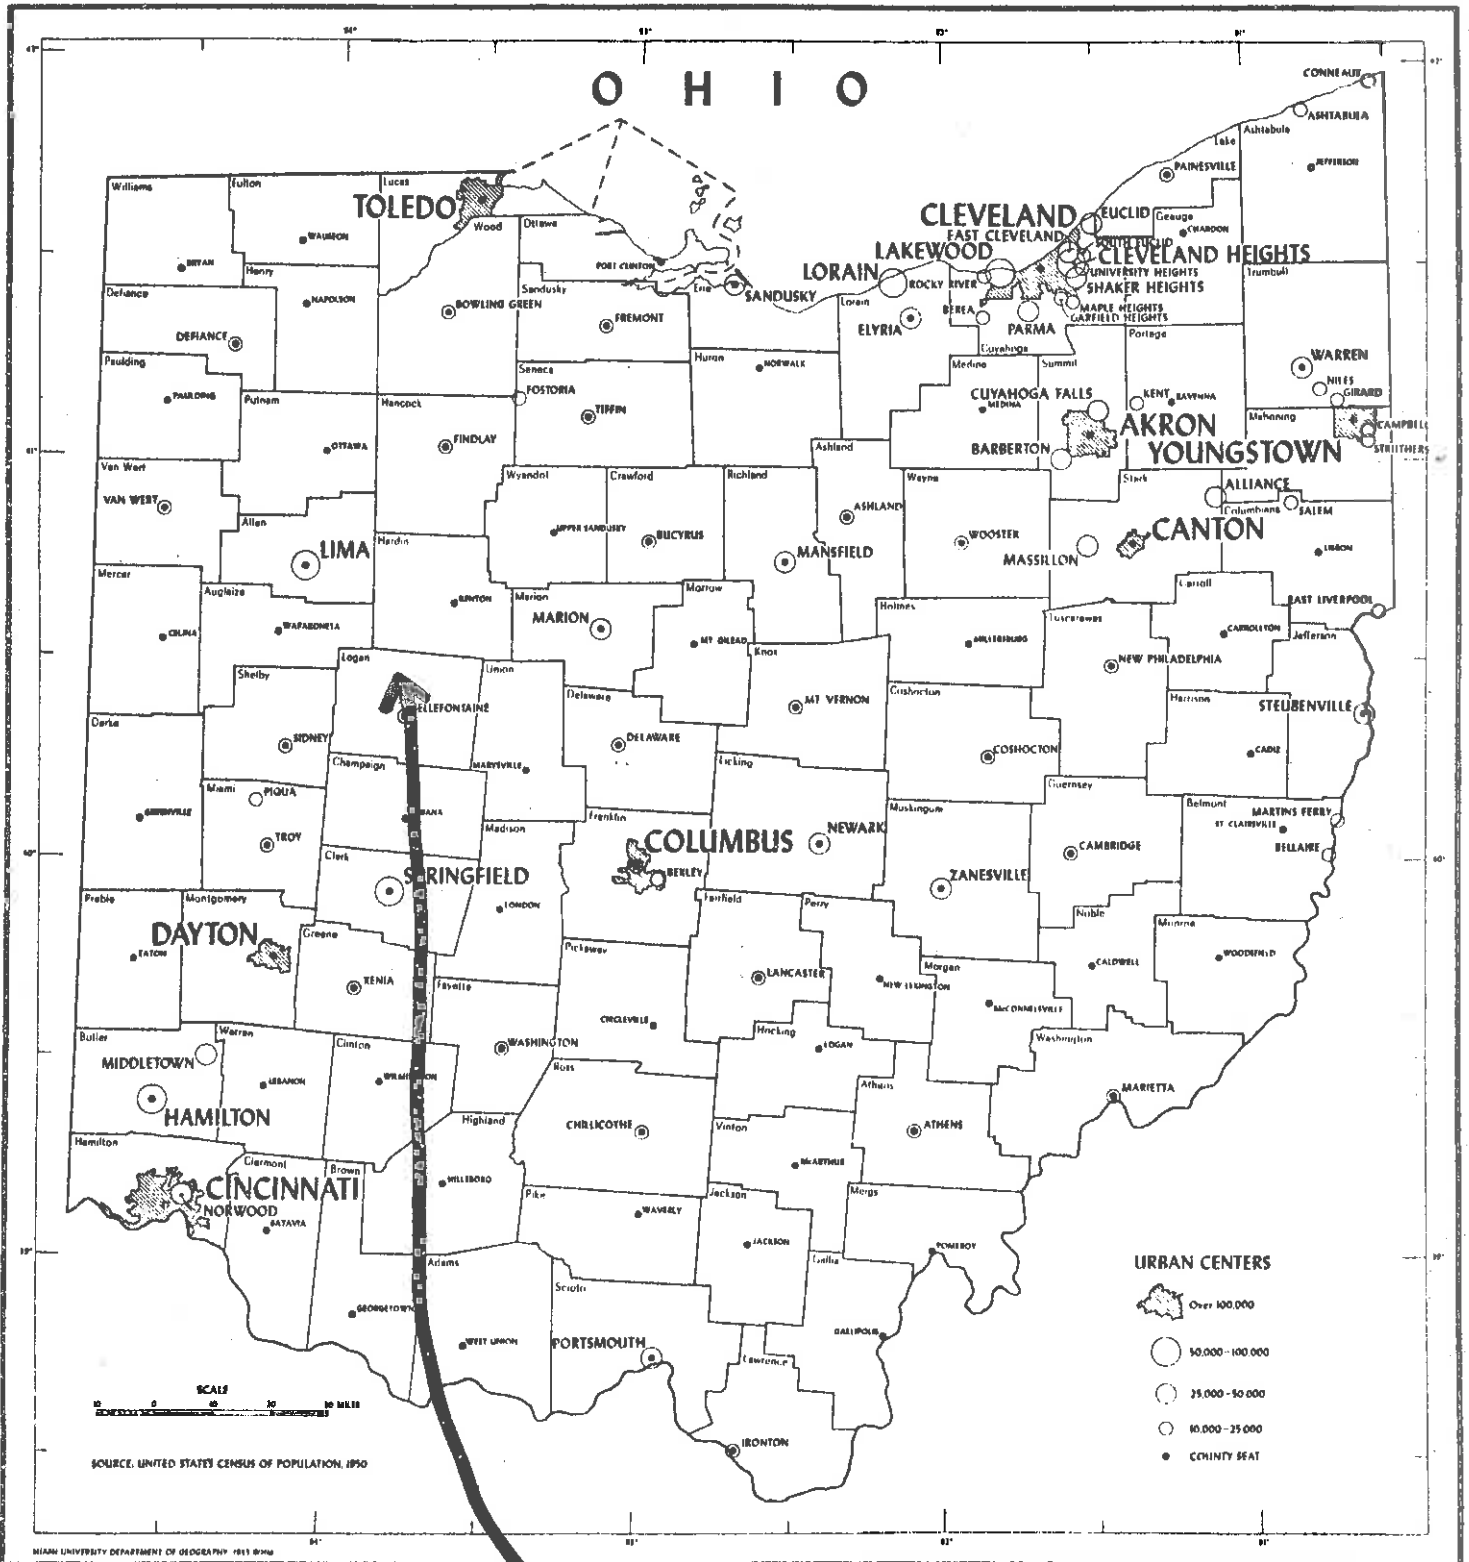 OHIO
CONNEAUT
ASHTABULA
Ashtabula
Lake
JEFFERSON
PAINESVILLE
Williams
Fulton
Lucas
TOLEDO
CLEVELAND
EUCLID
Geauga
CHARDON
Wood
Ottawa
EAST CLEVELAND
SOUTH EUCLID
LAKEWOOD
CLEVELAND HEIGHTS
WAUSEON
BRYAN
Henry
PORT CLINTON
LORAIN
UNIVERSITY HEIGHTS
Trumbull
ROCKY RIVER
SHAKER HEIGHTS
Defiance
NAPOLEON
BOWLING GREEN
Sandusky
Erie
SANDUSKY
Lorain
BEREA
MAPLE HEIGHTS
GARFIELD HEIGHTS
FREMONT
ELYRIA
PARMA
DEFIANCE
Cuyahoga
Portage
Paulding
Seneca
Huron
NORWALK
Medina
Summit
WARREN
NILES
GIRARD
PAULDING
Putnam
Hancock
FOSTORIA
TIFFIN
CUYAHOGA FALLS
MEDINA
KENT
RAVENNA
Mahoning
AKRON
CAMPBELL
OTTAWA
FINDLAY
Ashland
BARBERTON
YOUNGSTOWN
STRUTHERS
Van Wert
Wyandot
Crawford
Richland
Wayne
Stark
ALLIANCE
VAN WERT
ASHLAND
Columbiana
SALEM
Allen
UPPER SANDUSKY
BUCYRUS
WOOSTER
CANTON
LIMA
Hardin
MANSFIELD
MASSILLON
LISBON
Mercer
Auglaize
KENTON
Marion
Morrow
Holmes
Carroll
EAST LIVERPOOL
MARION
Tuscarawas
CELINA
WAPAKONETA
MT GILEAD
MILLERSBURG
CARROLLTON
Jefferson
Logan
Union
Knox
NEW PHILADELPHIA
Shelby
Delaware
Coshocton
Harrison
ELLEFONTAINE
MT VERNON
STEUBENVILLE
Darke
SIDNEY
DELAWARE
COSHOCTON
CADIZ
Champaign
MARYSVILLE
Licking
Miami
PIQUA
Guernsey
GREENVILLE
BANA
Franklin
Muskingum
Belmont
MARTINS FERRY
ST CLAIRSVILLE
TROY
Madison
COLUMBUS
NEWARK
CAMBRIDGE
BELLAIRE
Clark
SPRINGFIELD
BEXLEY
ZANESVILLE
Preble
Montgomery
LONDON
Fairfield
Perry
Noble
Monroe
DAYTON
Greene
Pickaway
EATON
XENIA
Fayette
LANCASTER
NEW LEXINGTON
Morgan
CALDWELL
WOODSFIELD
CIRCLEVILLE
McCONNELSVILLE
Butler
Warren
Clinton
WASHINGTON
Hocking
LOGAN
Washington
MIDDLETOWN
LEBANON
WILMINGTON
Ross
Athens
MARIETTA
HAMILTON
Highland
CHILLICOTHE
Vinton
ATHENS
Hamilton
Clermont
Brown
McARTHUR
CINCINNATI
HILLSBORO
Pike
Jackson
Meigs
NORWOOD
BATAVIA
WAVERLY
JACKSON
POMEROY
Adams
Gallia
URBAN CENTERS
Scioto
Over 100,000
GEORGETOWN
WEST UNION
PORTSMOUTH
GALLIPOLIS
50,000-100,000
Lawrence
SCALE
25,000-50,000
10,000-25,000
IRONTON
COUNTY SEAT
SOURCE: UNITED STATES CENSUS OF POPULATION, 1950
MIAMI UNIVERSITY DEPARTMENT OF GEOGRAPHY 1953